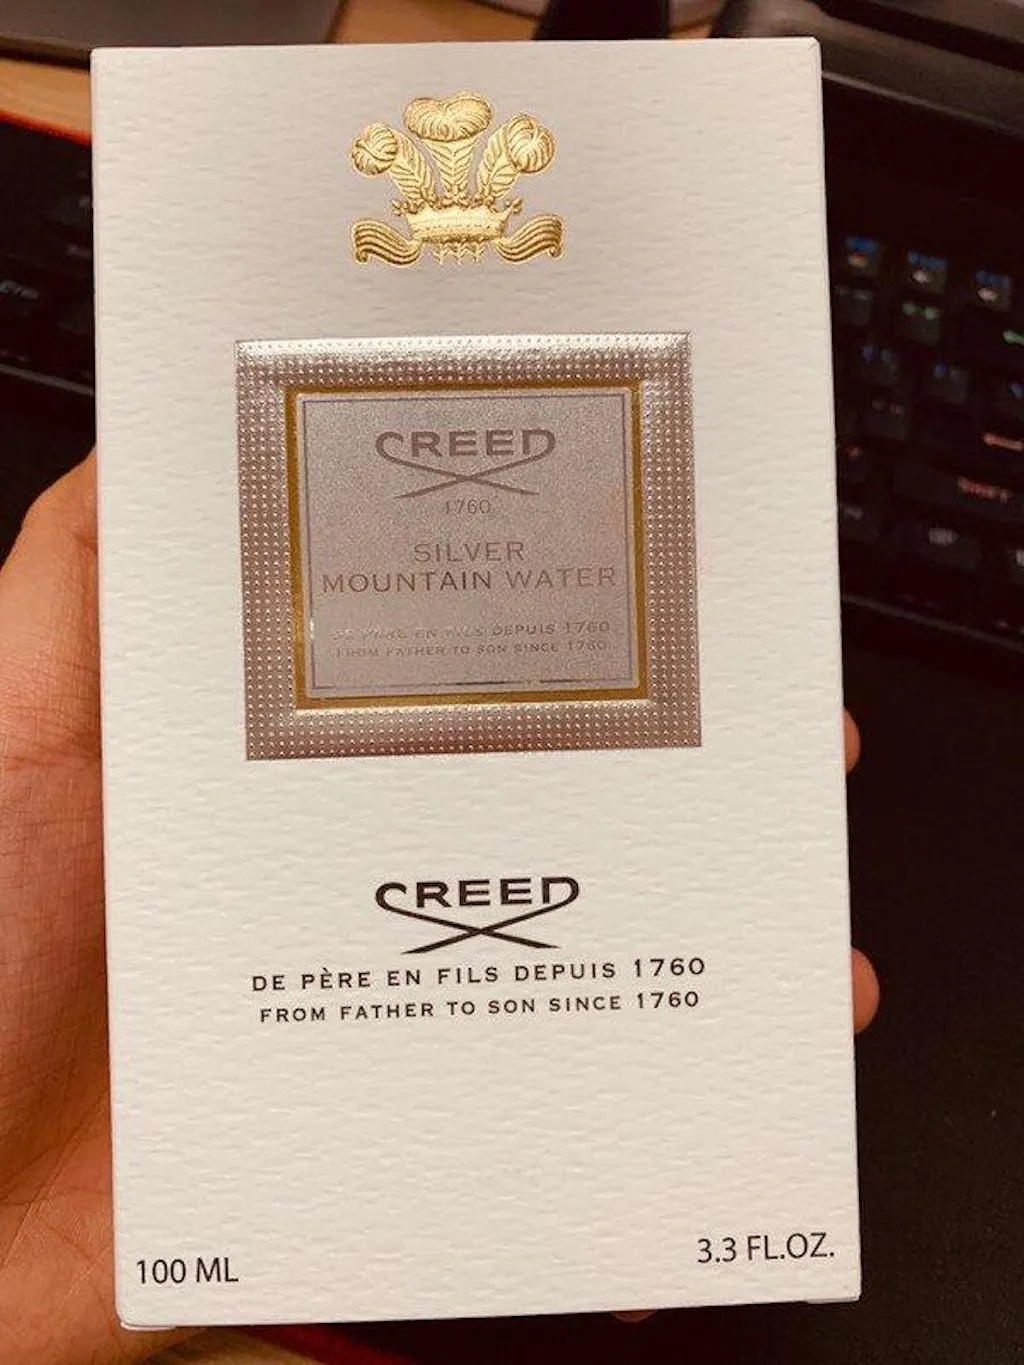 CREED
1760
SILVER
MOUNTAIN WATER
DE PÈRE EN FILS DEPUIS 1760
FROM FATHER TO SON SINCE 1760
CREED
DE PÈRE EN FILS DEPUIS 1760
FROM FATHER TO SON SINCE 1760
100 ML
3.3 FL.OZ.
SHIFT